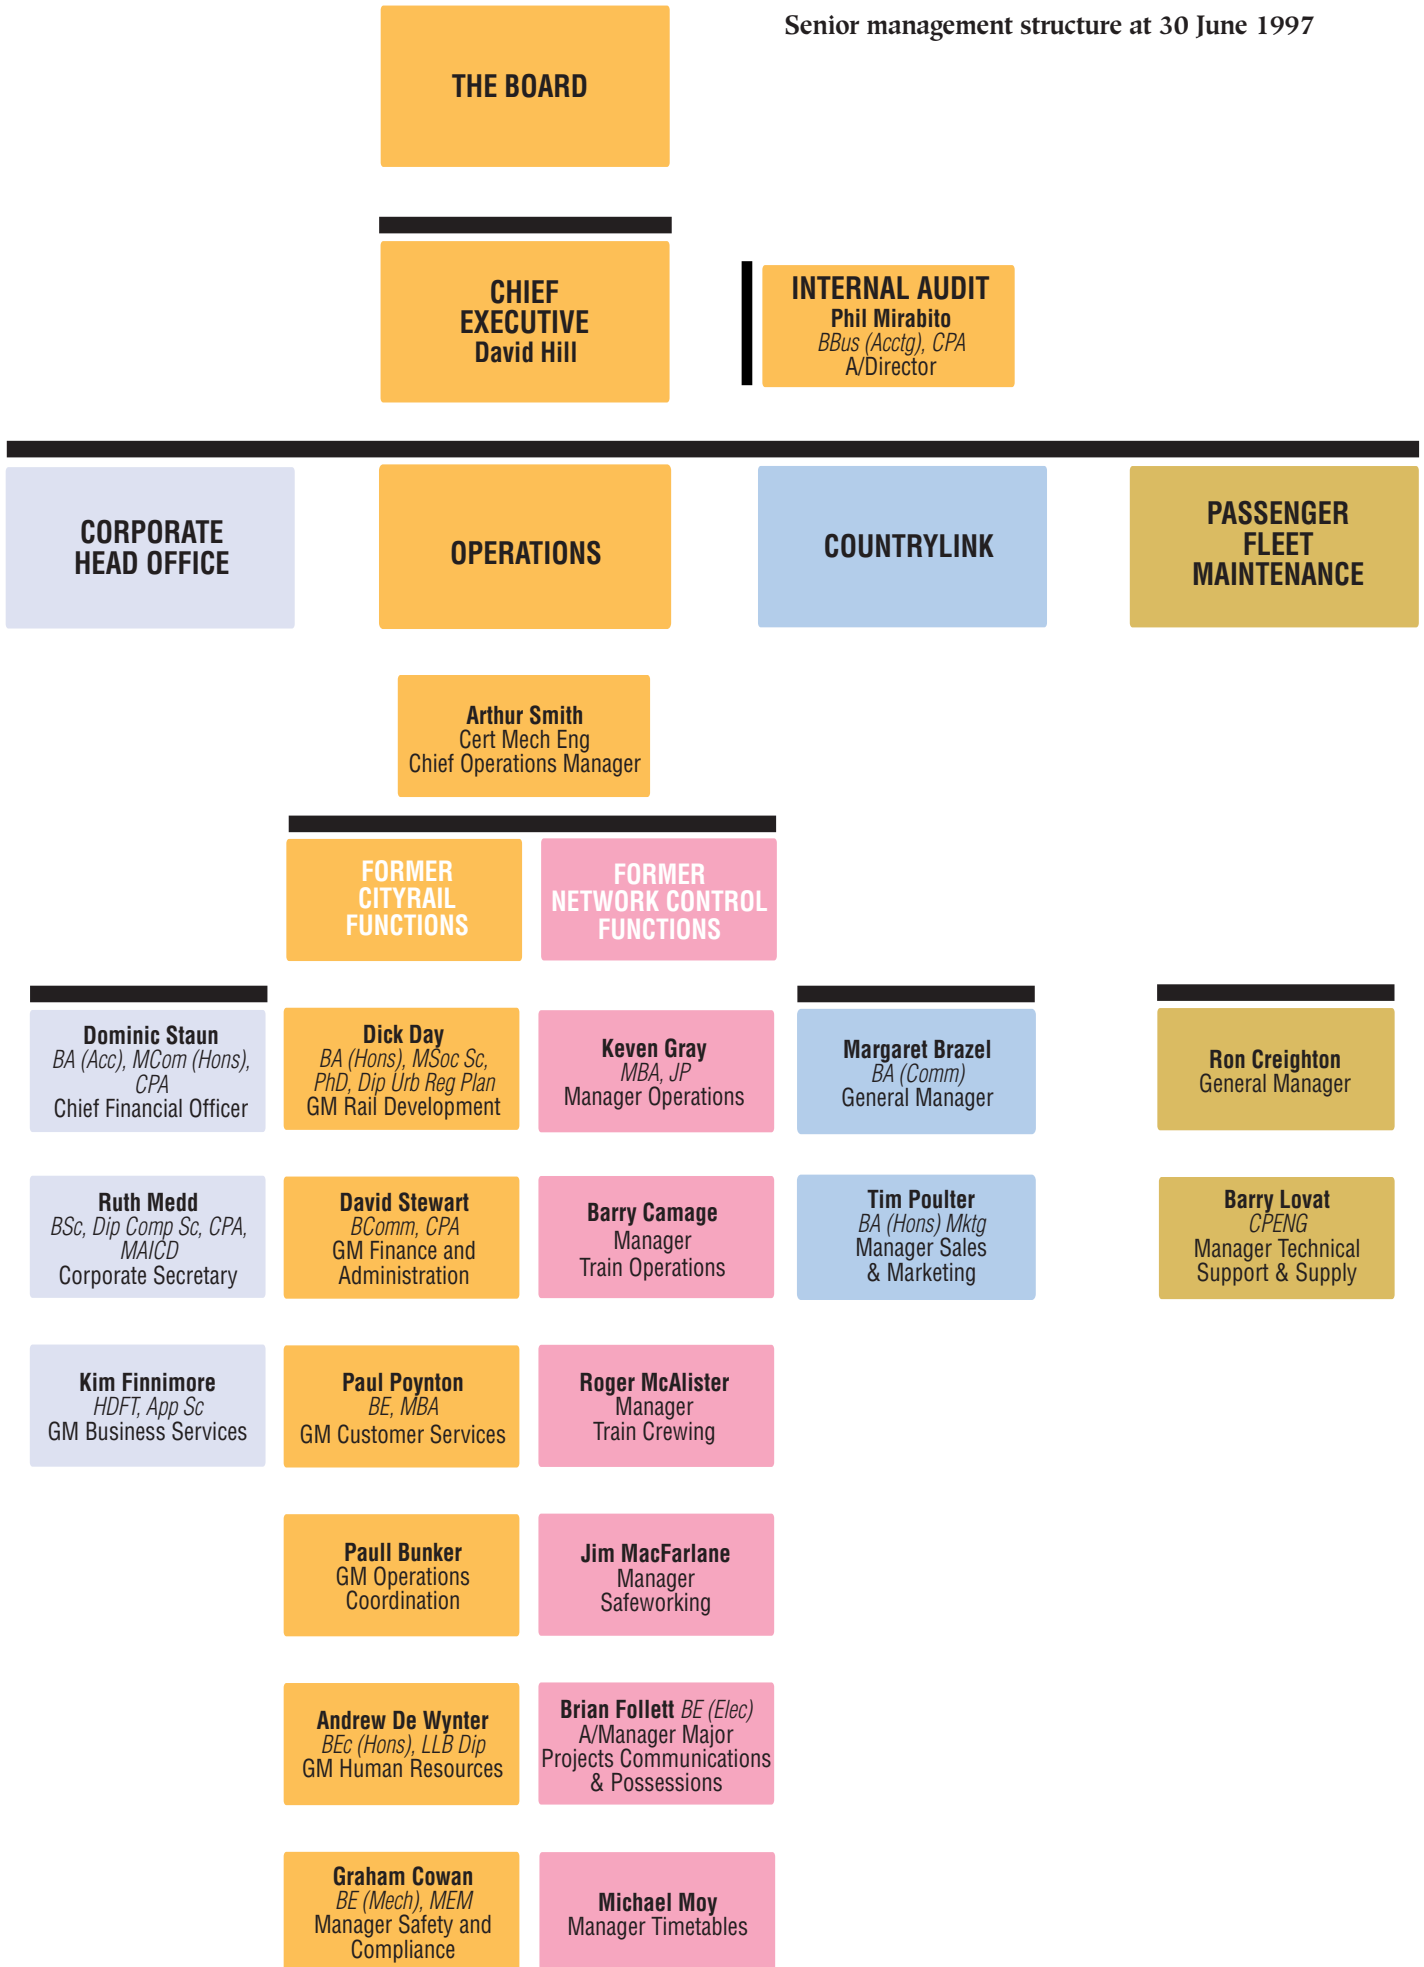 Senior management structure at 30 June 1997
THE BOARD
CHIEF
EXECUTIVE
David Hill
INTERNAL AUDIT
Phil Mirabito
BBus (Acctg), CPA
A/Director
CORPORATE
HEAD OFFICE
OPERATIONS
COUNTRYLINK
PASSENGER
FLEET
MAINTENANCE
Arthur Smith
Cert Mech Eng
Chief Operations Manager
FORMER
CITYRAIL
FUNCTIONS
FORMER
NETWORK CONTROL
FUNCTIONS
Dominic Staun
BA (Acc), MCom (Hons),
CPA
Chief Financial Officer
Dick Day
BA (Hons), MSoc Sc,
PhD, Dip Urb Reg Plan
GM Rail Development
Keven Gray
MBA, JP
Manager Operations
Margaret Brazel
BA (Comm)
General Manager
Ron Creighton
General Manager
Ruth Medd
BSc, Dip Comp Sc, CPA,
MAICD
Corporate Secretary
David Stewart
BComm, CPA
GM Finance and
Administration
Barry Camage
Manager
Train Operations
Tim Poulter
BA (Hons) Mktg
Manager Sales
& Marketing
Barry Lovat
CPENG
Manager Technical
Support & Supply
Kim Finnimore
HDFT, App Sc
GM Business Services
Paul Poynton
BE, MBA
GM Customer Services
Roger McAlister
Manager
Train Crewing
Paull Bunker
GM Operations
Coordination
Jim MacFarlane
Manager
Safeworking
Andrew De Wynter
BEc (Hons), LLB Dip
GM Human Resources
Brian Follett BE (Elec)
A/Manager Major
Projects Communications
& Possessions
Graham Cowan
BE (Mech), MEM
Manager Safety and
Compliance
Michael Moy
Manager Timetables